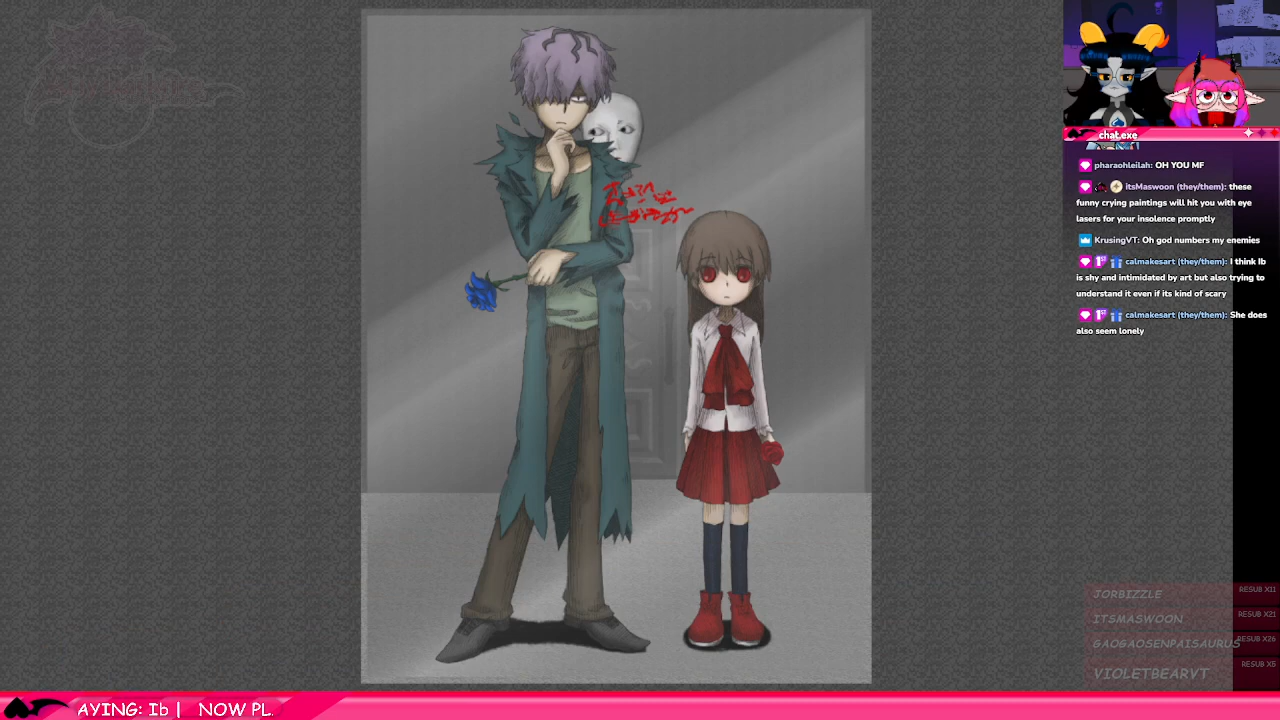 chat.exe
pharaohleilah: OH YOU MF
itsMaswoon (they/them): these
funny crying paintings will hit you with eye
lasers for your insolence promptly
KrusingVT: Oh god numbers my enemies
calmakesart (they/them): I think Ib
is shy and intimidated by art but also trying to
understand it even if its kind of scary
calmakesart (they/them): She does
also seem lonely
JORBIZZLE RESUB X11
ITSMASWOON RESUB X21
GAOGAOSENPAISAURUS RESUB X26
VIOLETBEARVT RESUB X5
AYING: Ib | NOW PL.